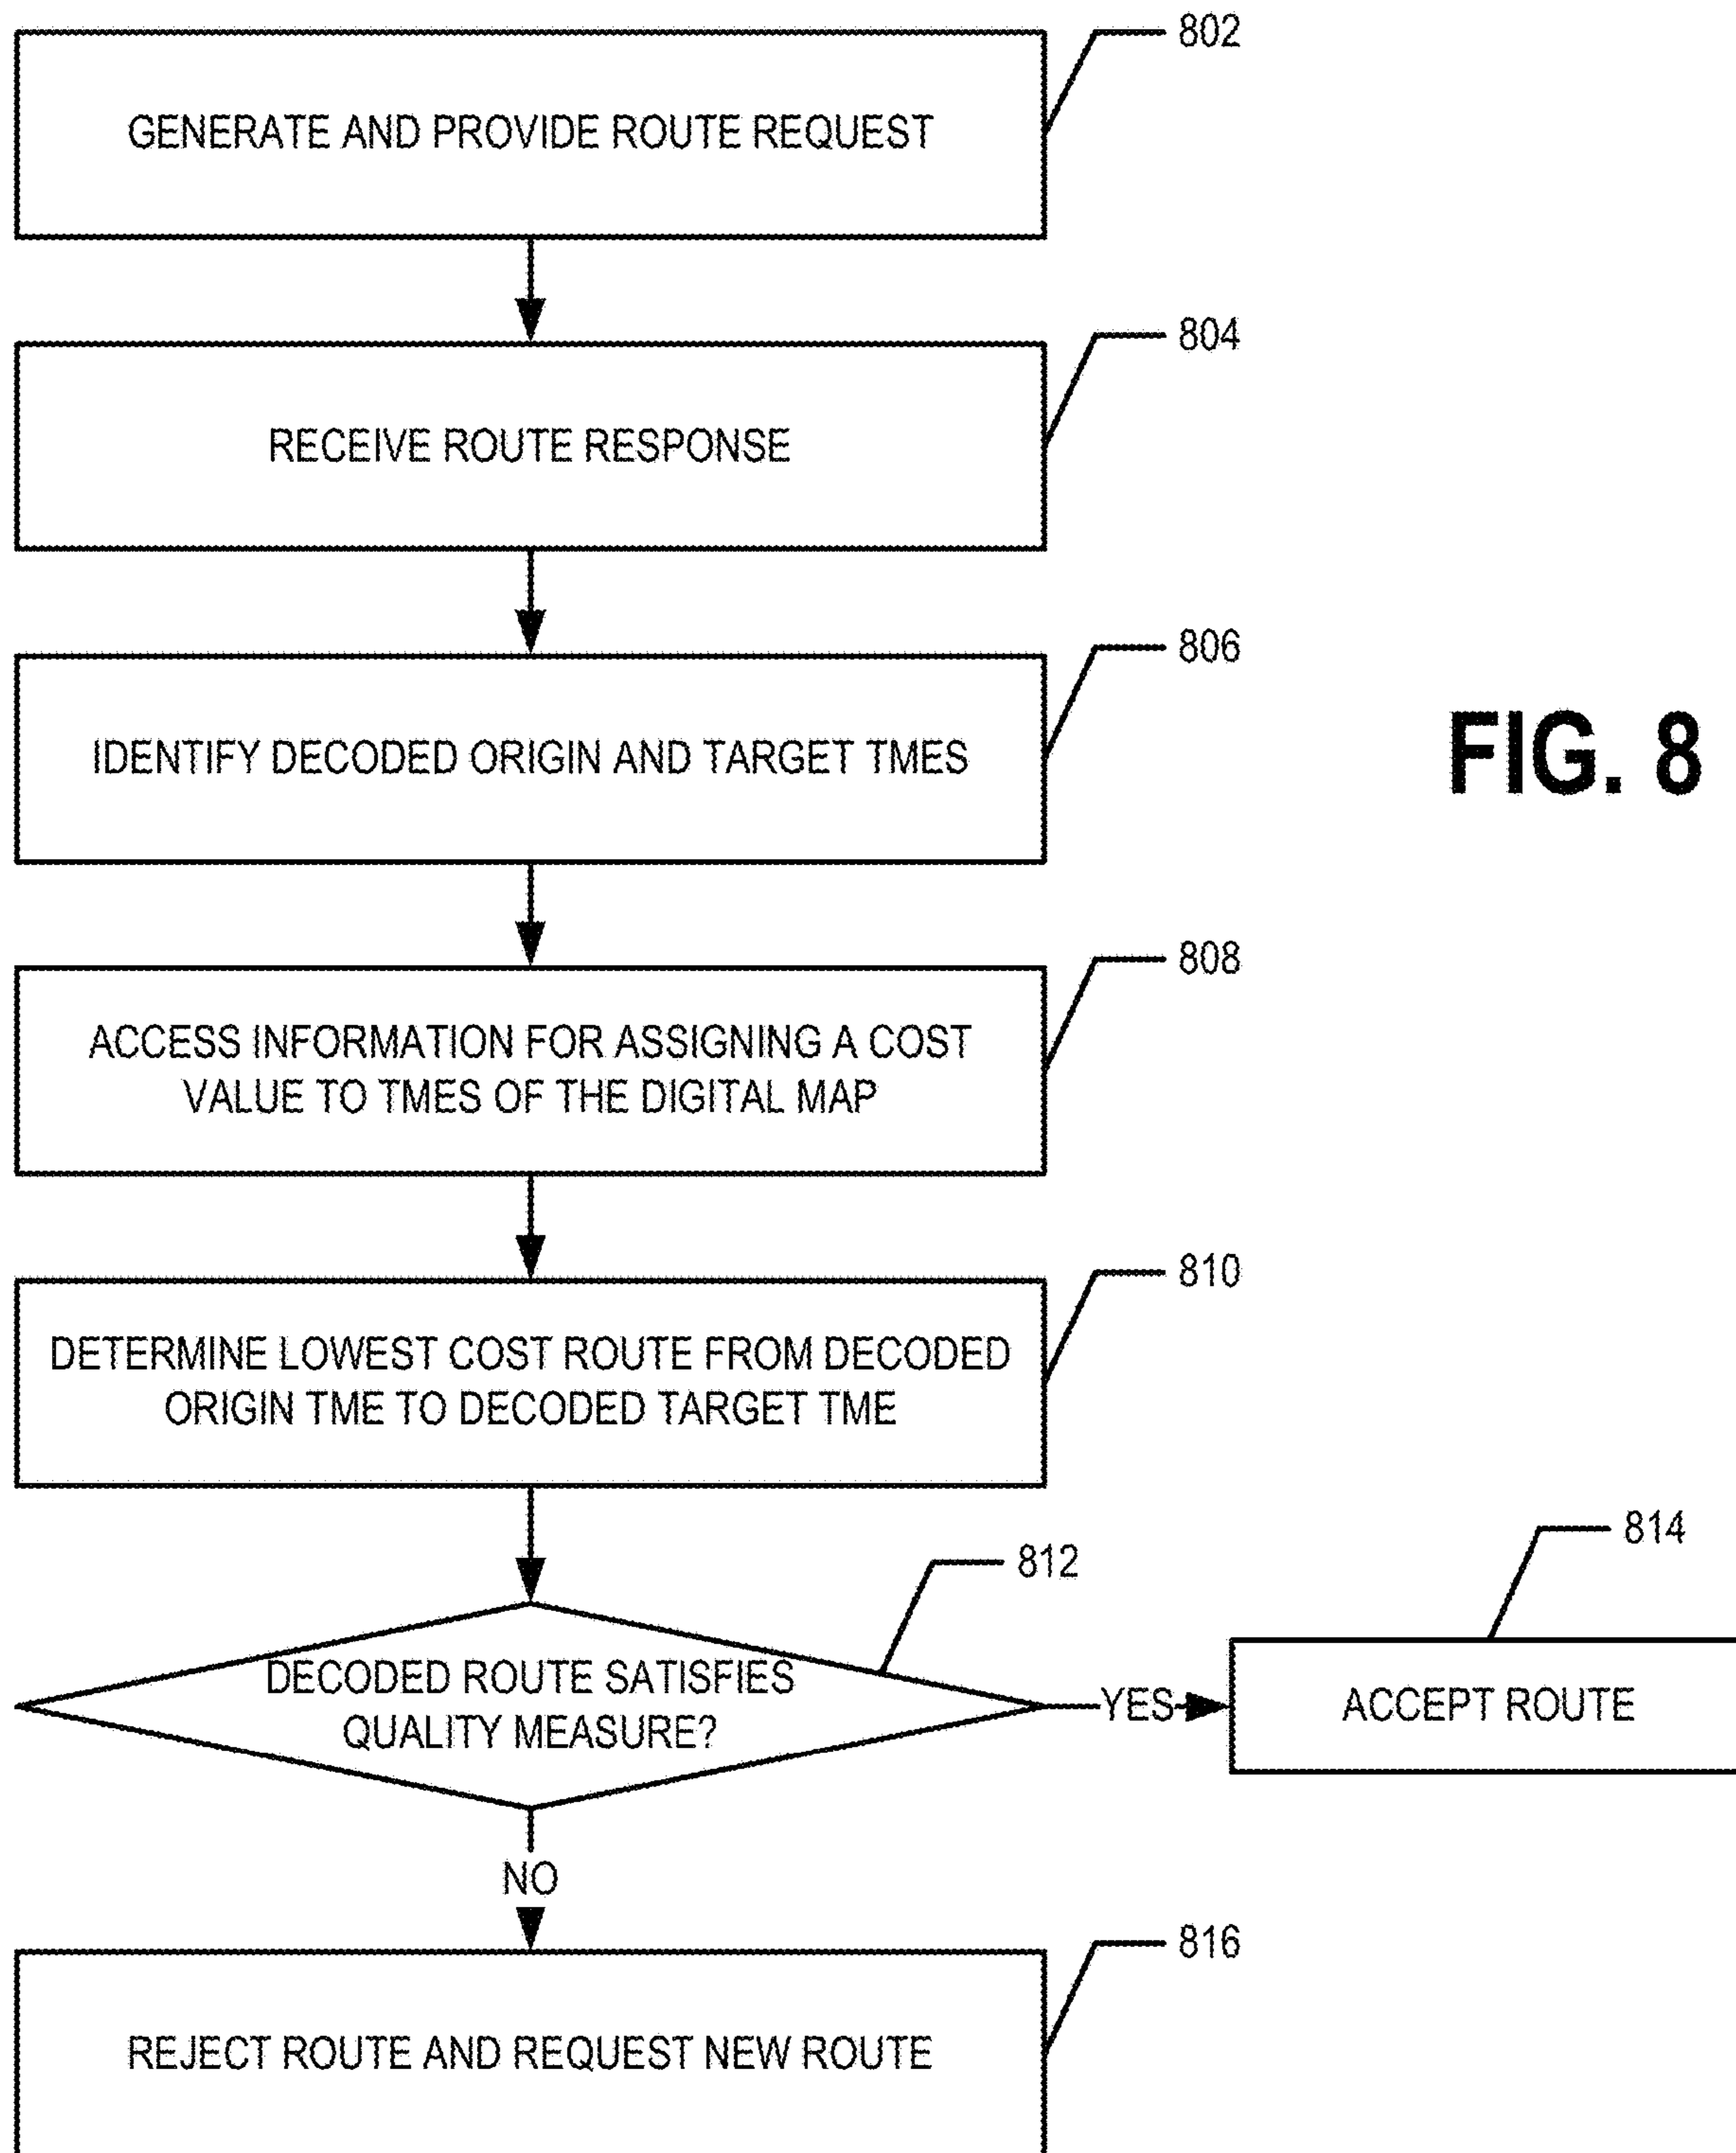 802
GENERATE AND PROVIDE ROUTE REQUEST
804
RECEIVE ROUTE RESPONSE
806
IDENTIFY DECODED ORIGIN AND TARGET TMES
FIG. 8
808
ACCESS INFORMATION FOR ASSIGNING A COST
VALUE TO TMES OF THE DIGITAL MAP
810
DETERMINE LOWEST COST ROUTE FROM DECODED
ORIGIN TME TO DECODED TARGET TME
812
814
DECODED ROUTE SATISFIES
QUALITY MEASURE?
YES
ACCEPT ROUTE
NO
816
REJECT ROUTE AND REQUEST NEW ROUTE